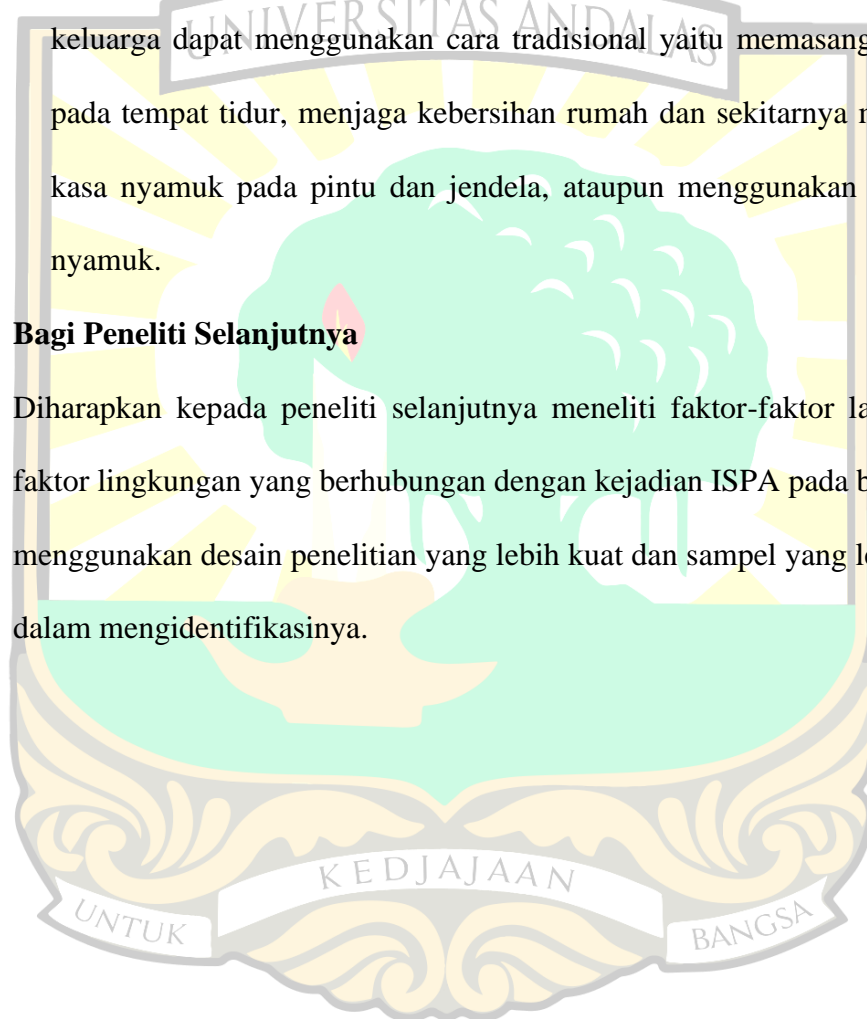 UNIVERSITAS ANDALAS
keluarga dapat menggunakan cara tradisional yaitu memasang
pada tempat tidur, menjaga kebersihan rumah dan sekitarnya
kasa nyamuk pada pintu dan jendela, ataupun menggunakan
nyamuk.
Bagi Peneliti Selanjutnya
Diharapkan kepada peneliti selanjutnya meneliti faktor-faktor
faktor lingkungan yang berhubungan dengan kejadian ISPA pada
menggunakan desain penelitian yang lebih kuat dan sampel yang
dalam mengidentifikasinya.
KEDJAJAAN
UNTUK
BANGSA